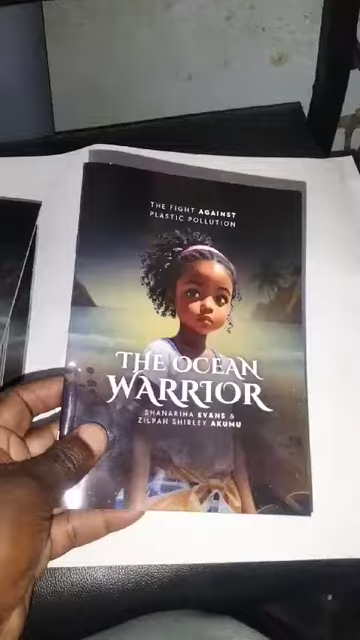 THE FIGHT AGAINST
PLASTIC POLLUTION
THE OCEAN
WARRIOR
SHANARIHA EVANS &
ZILPAH SHIRLEY AKUMU